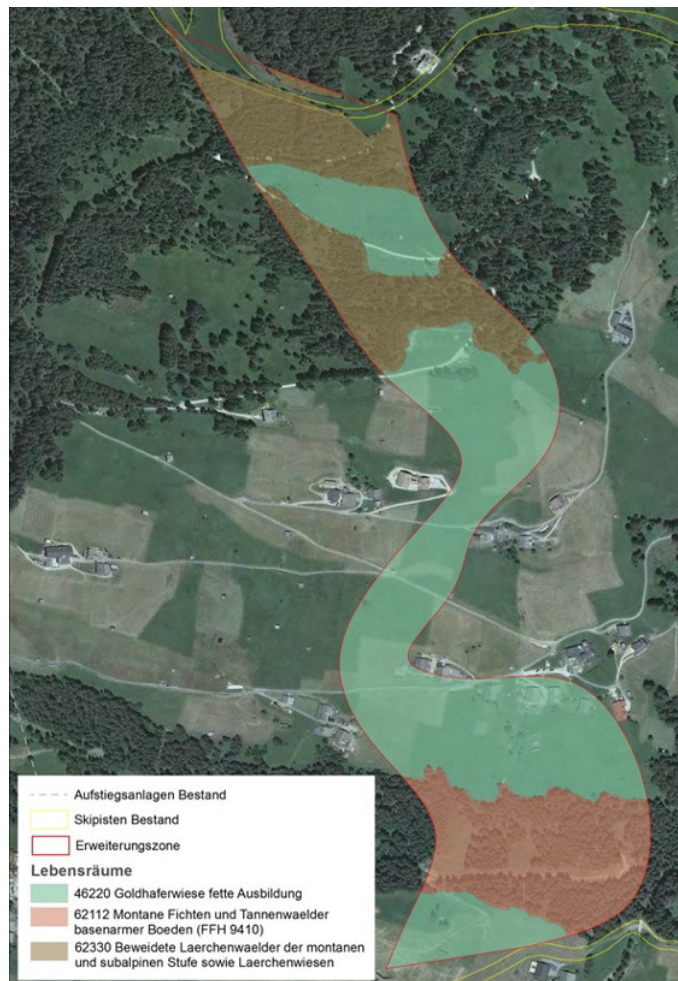 Aufstiegsanlagen Bestand
Skipisten Bestand
Erweiterungszone
Lebensräume
46220 Goldhaferwiese fette Ausbildung
62112 Montane Fichten und Tannenwaelder
basenarmer Boeden (FFH 9410)
62330 Beweidete Laerchenwaelder der montanen
und subalpinen Stufe sowie Laerchenwiesen